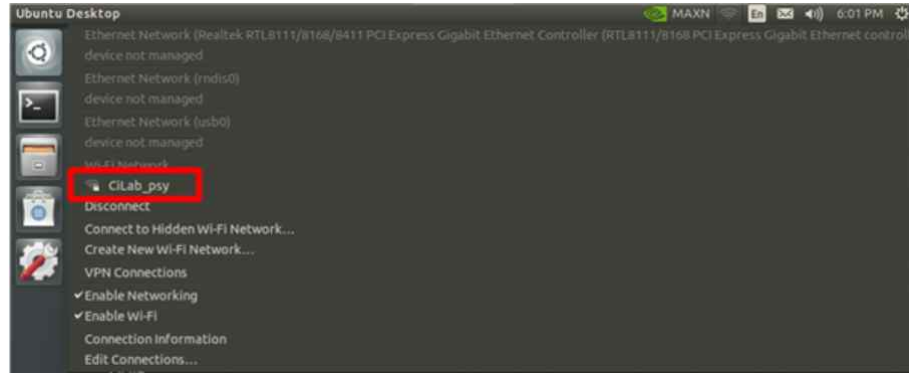 Ubuntu Desktop MAXN En 6:01 PM
Ethernet Network (Realtek RTL8111/8168/8411 PCI Express Gigabit Ethernet Controller (RTL8111/8168 PCI Express Gigabit Ethernet controll
device not managed
Ethernet Network (rndis0)
device not managed
Ethernet Network (usb0)
device not managed
Wi-Fi Network
CiLab_psy
Disconnect
Connect to Hidden Wi-Fi Network...
Create New Wi-Fi Network...
VPN Connections
Enable Networking
Enable Wi-Fi
Connection Information
Edit Connections...